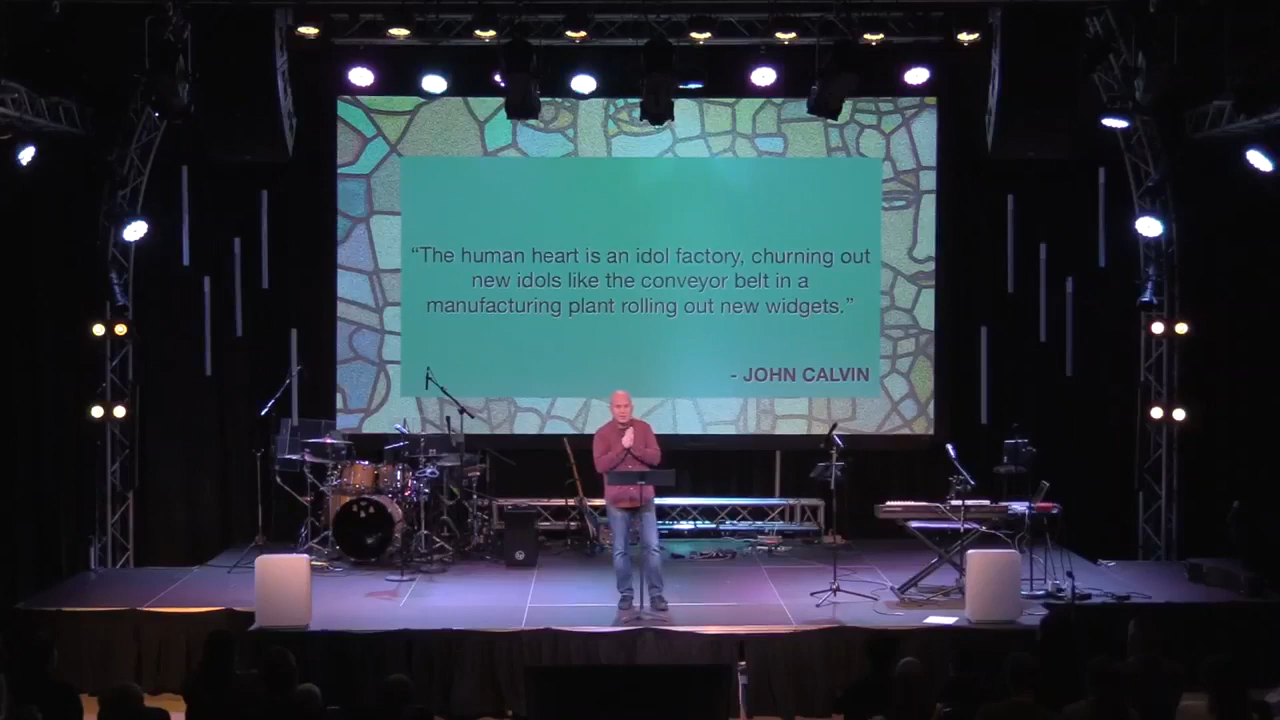 “The human heart is an idol factory, churning out
new idols like the conveyor belt in a
manufacturing plant rolling out new widgets.”
- JOHN CALVIN